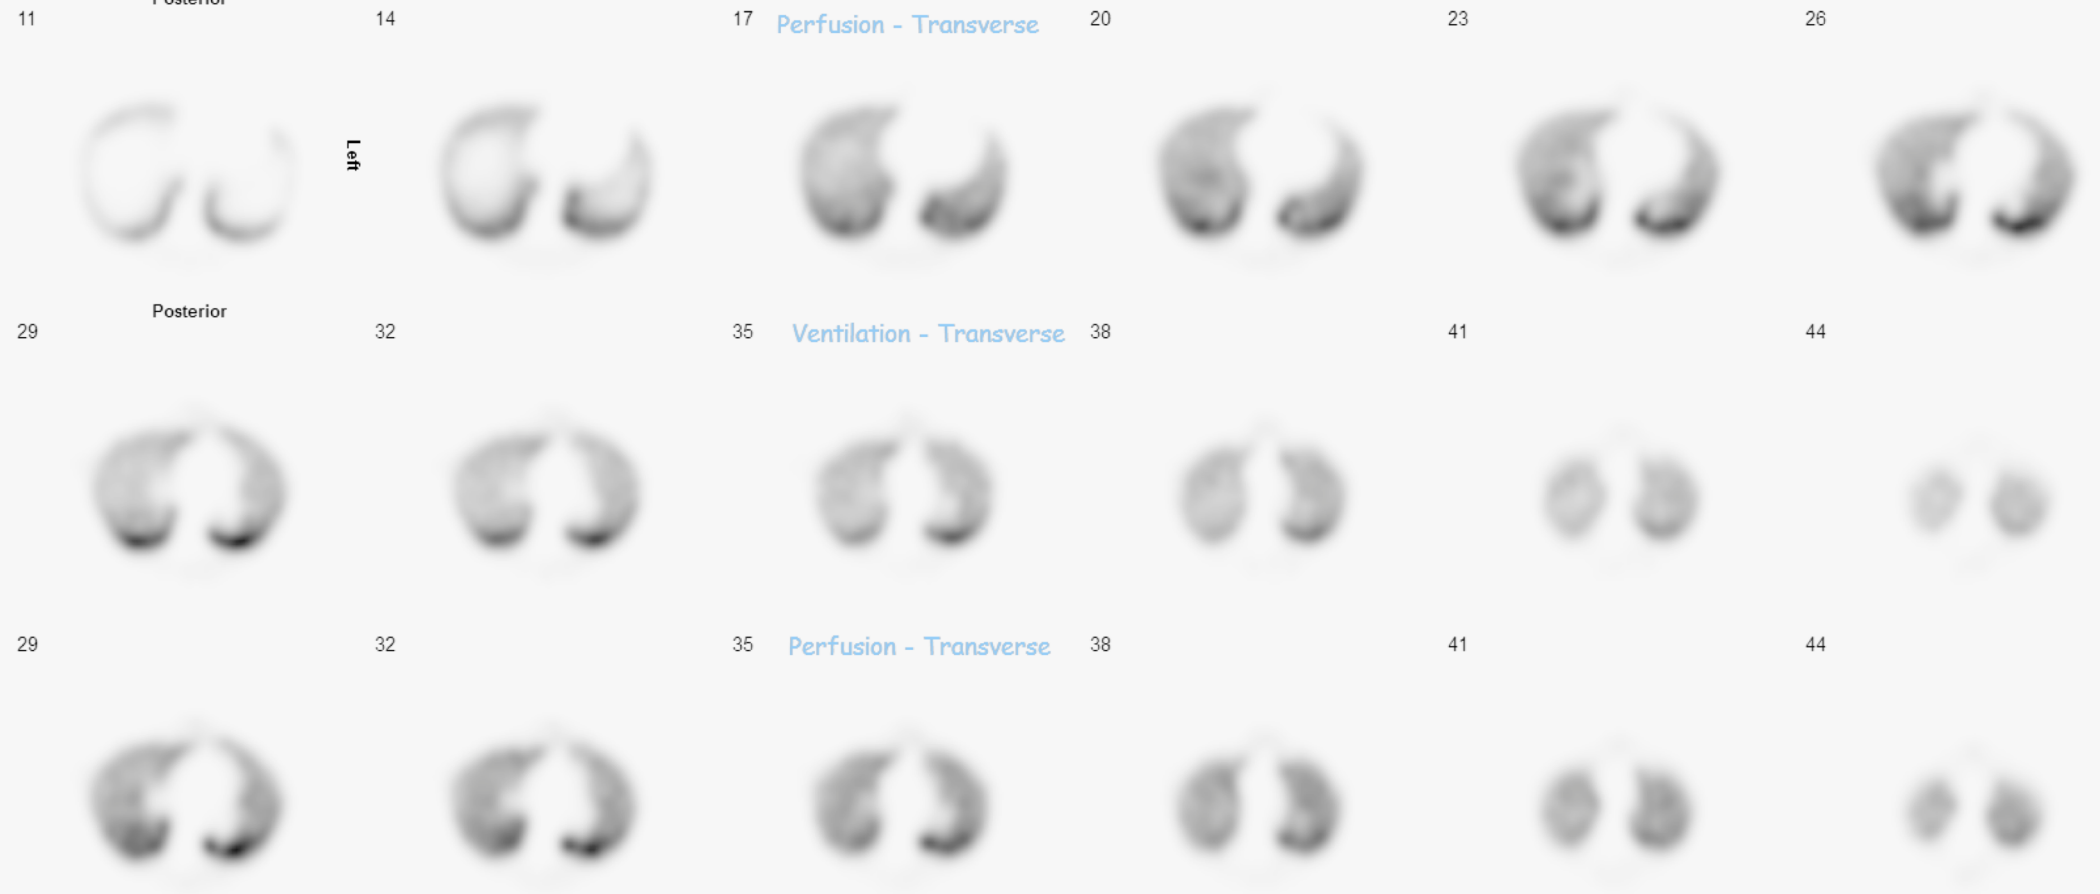 Posterior
11 14 17 Perfusion - Transverse 20 23 26
Left
Posterior
29 32 35 Ventilation - Transverse 38 41 44
29 32 35 Perfusion - Transverse 38 41 44